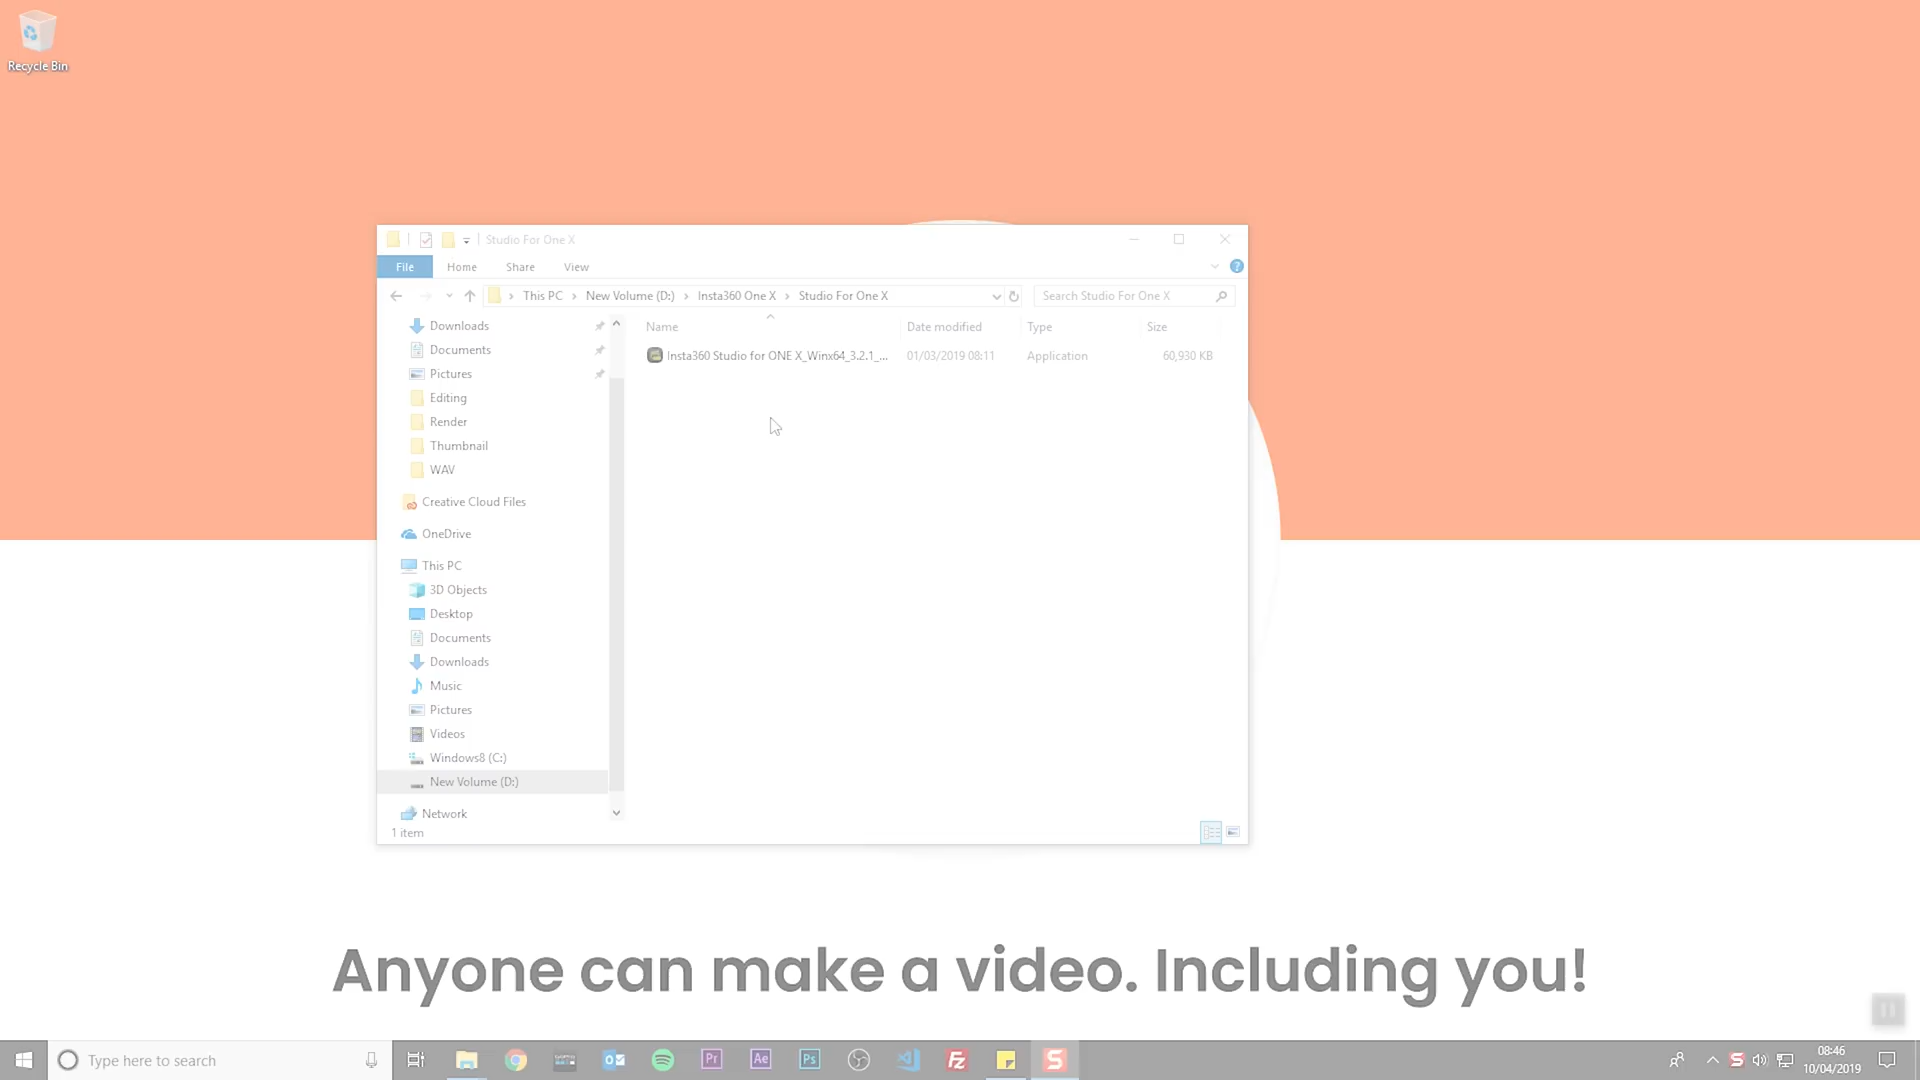 Recycle Bin
Studio For One X
File Home Share View
This PC New Volume (D:) Insta360 One X Studio For One X
Search Studio For One X
Name Date modified Type Size
Insta360 Studio for ONE X_Winx64_3.2.1_... 01/03/2019 08:11 Application 60,930 KB
Downloads
Documents
Pictures
Editing
Render
Thumbnail
WAV
Creative Cloud Files
OneDrive
This PC
3D Objects
Desktop
Documents
Downloads
Music
Pictures
Videos
Windows8 (C:)
New Volume (D:)
Network
1 item
Anyone can make a video. Including you!
Type here to search
Pr Ae Ps
08:46
10/04/2019